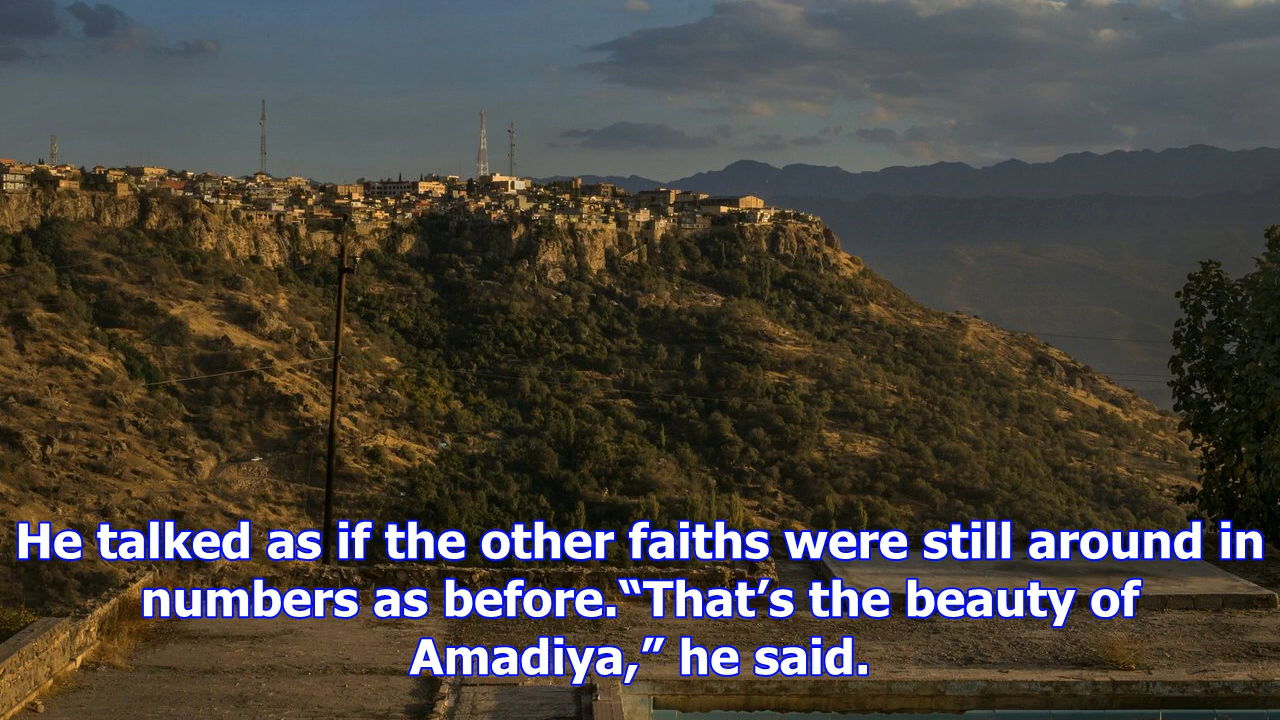 He talked as if the other faiths were still around in
numbers as before.“That’s the beauty of
Amadiya,” he said.